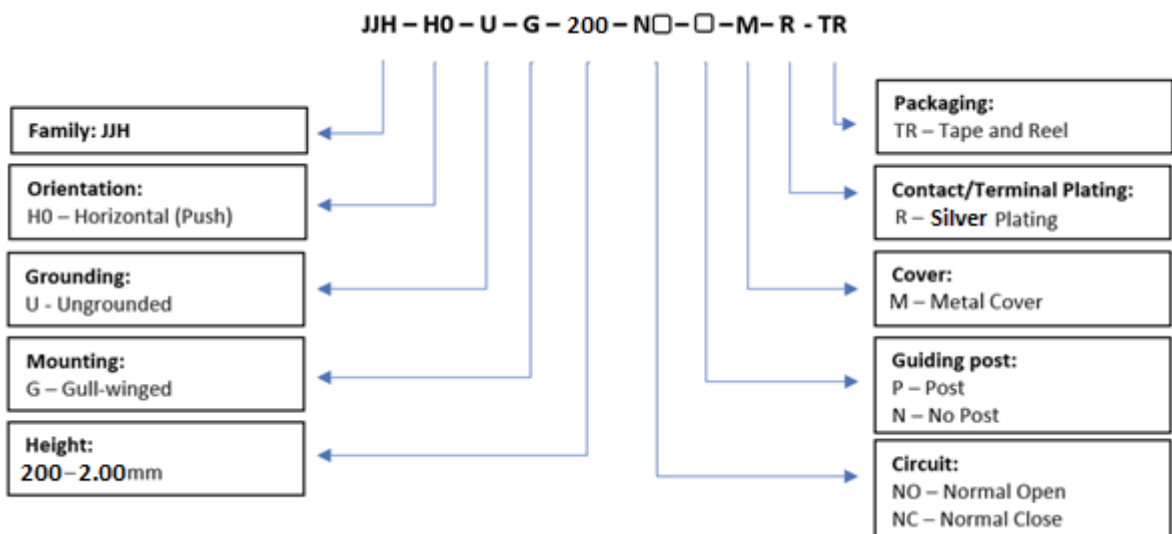 JJH – H0 – U – G – 200 – N□ – □ – M – R - TR
Family: JJH
Orientation:
H0 – Horizontal (Push)
Grounding:
U - Ungrounded
Mounting:
G – Gull-winged
Height:
200 – 2.00mm
Packaging:
TR – Tape and Reel
Contact/Terminal Plating:
R – Silver Plating
Cover:
M – Metal Cover
Guiding post:
P – Post
N – No Post
Circuit:
NO – Normal Open
NC – Normal Close